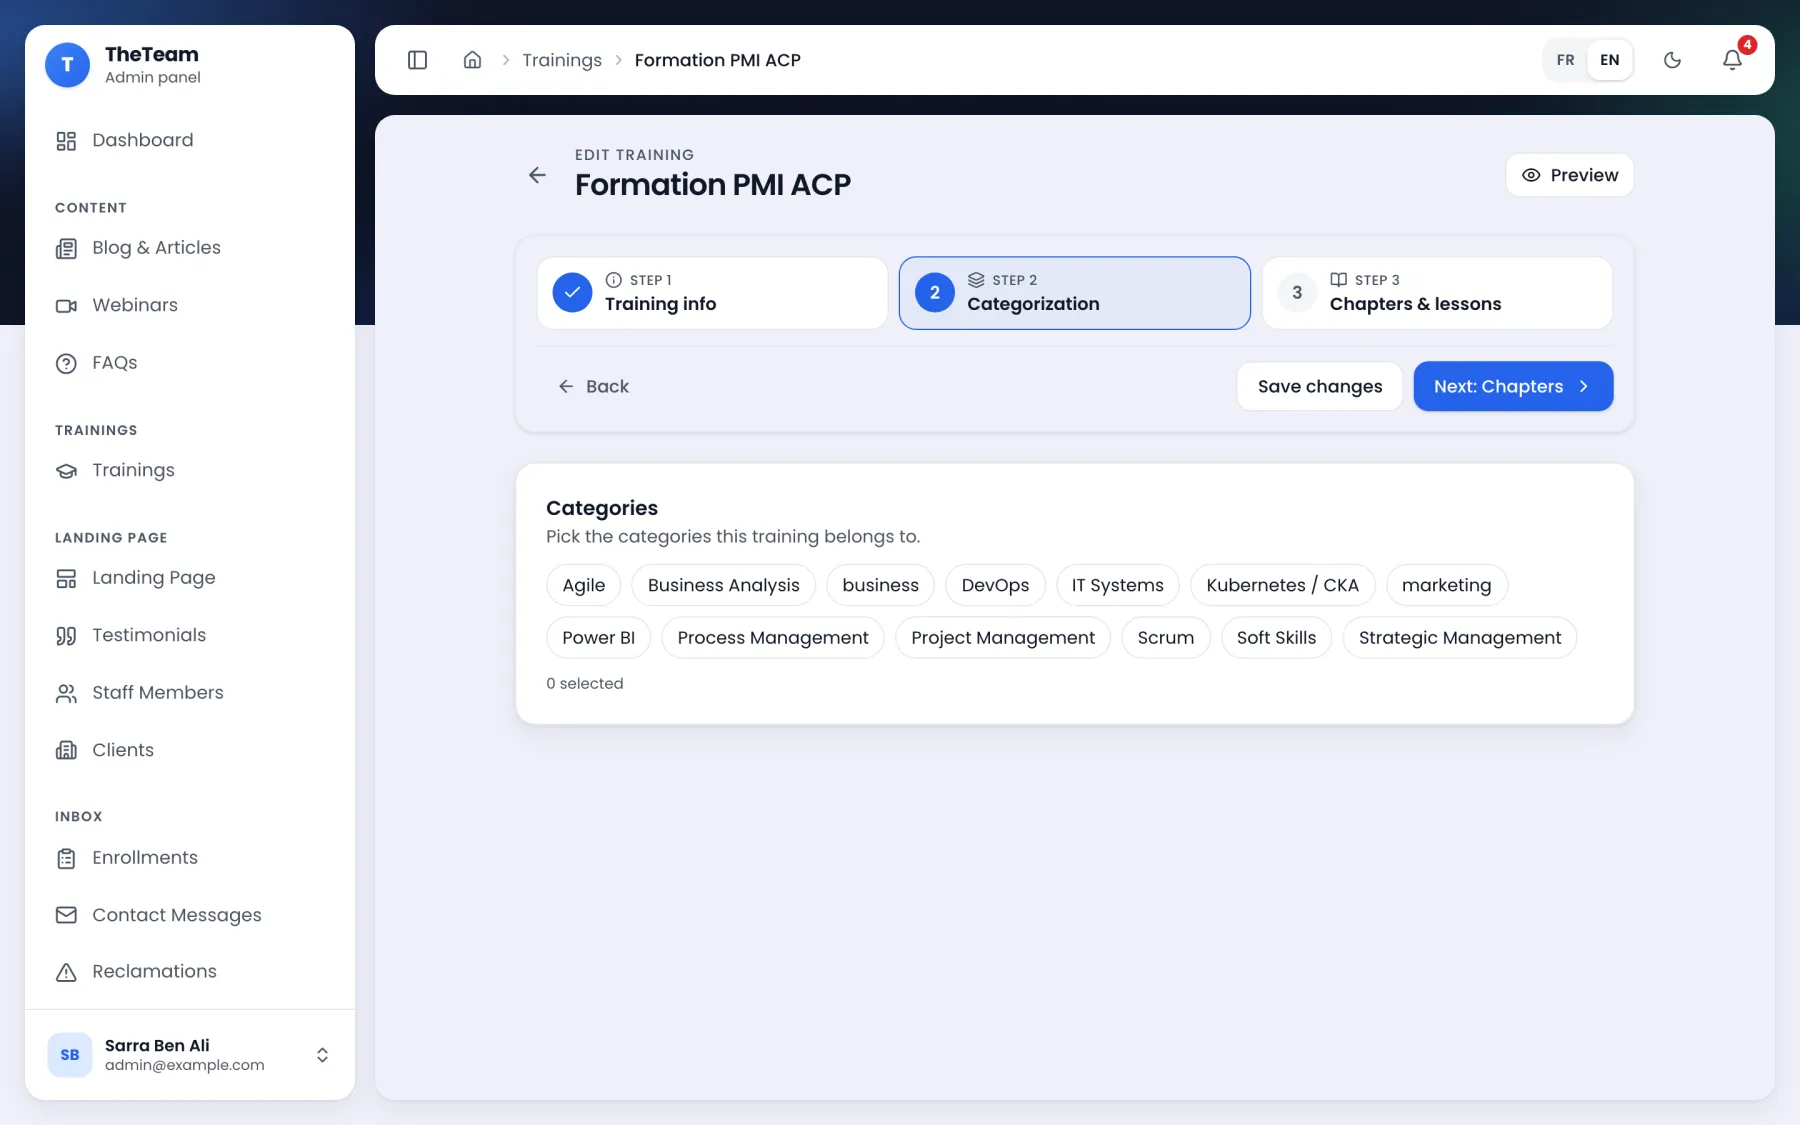 T
TheTeam
Admin panel
Dashboard
CONTENT
Blog & Articles
Webinars
FAQs
TRAININGS
Trainings
LANDING PAGE
Landing Page
Testimonials
Staff Members
Clients
INBOX
Enrollments
Contact Messages
Reclamations
SB
Sarra Ben Ali
admin@example.com
Trainings
Formation PMI ACP
FR
EN
4
EDIT TRAINING
Formation PMI ACP
Preview
STEP 1
Training info
2
STEP 2
Categorization
3
STEP 3
Chapters & lessons
Back
Save changes
Next: Chapters
Categories
Pick the categories this training belongs to.
Agile
Business Analysis
business
DevOps
IT Systems
Kubernetes / CKA
marketing
Power BI
Process Management
Project Management
Scrum
Soft Skills
Strategic Management
0 selected